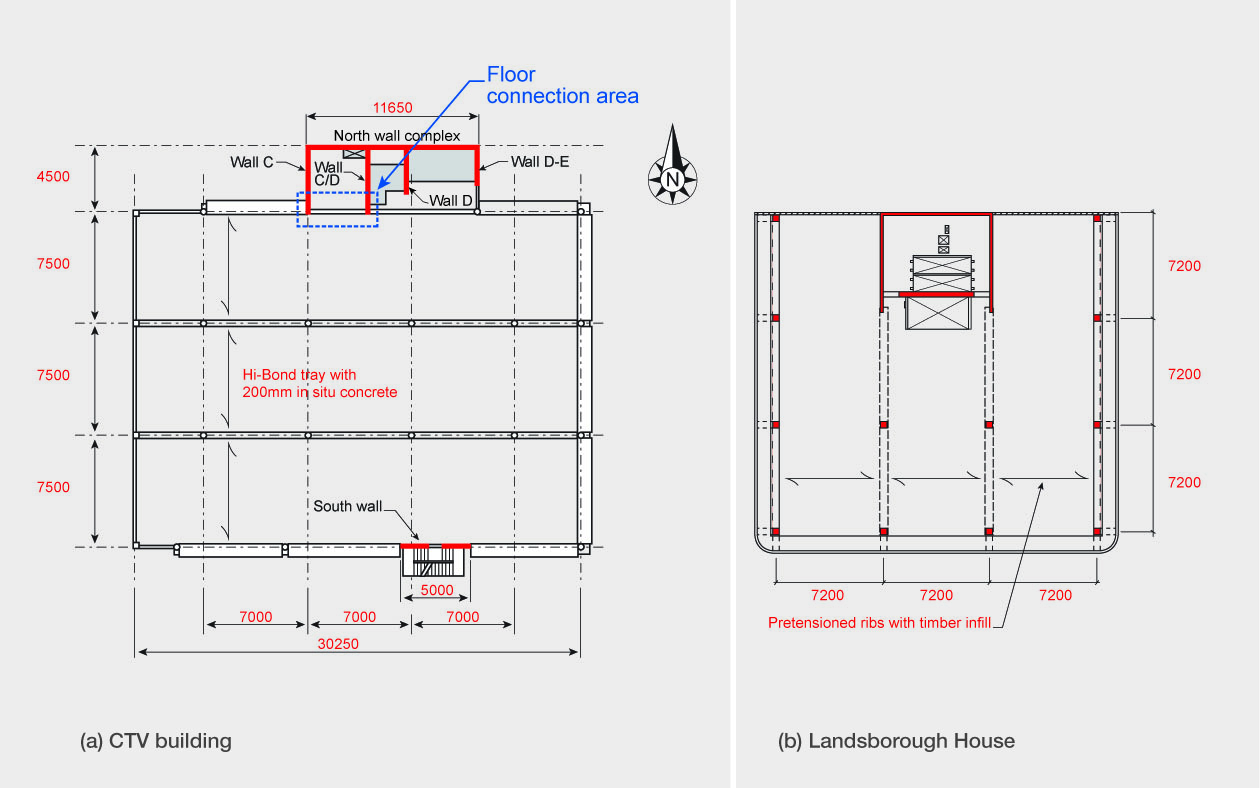 Floor
connection area
11650
North wall complex
Wall C
Wall
C/D
Wall D-E
Wall D
4500
N
7500
7500
Hi-Bond tray with
200mm in situ concrete
7500
South wall
5000
7000
7000
7000
30250
(a) CTV building
7200
7200
7200
7200
7200
7200
Pretensioned ribs with timber infill
(b) Landsborough House